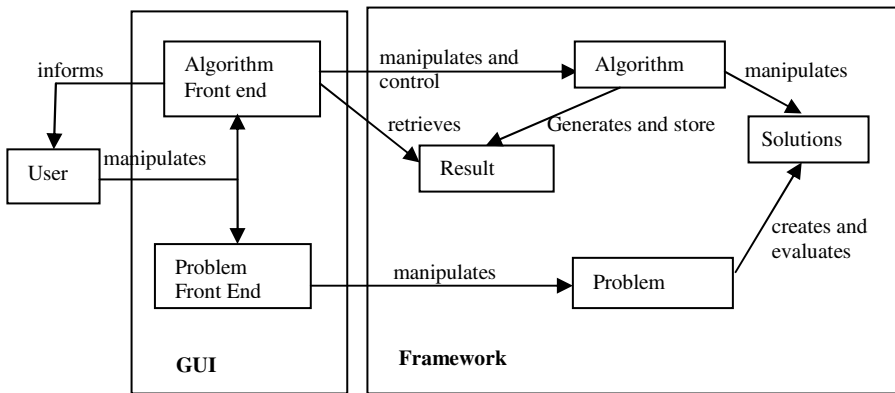 informs
Algorithm
Front end
manipulates and
control
Algorithm
manipulates
retrieves
Generates and store
User
manipulates
Result
Solutions
Problem
Front End
manipulates
Problem
creates and
evaluates
GUI
Framework